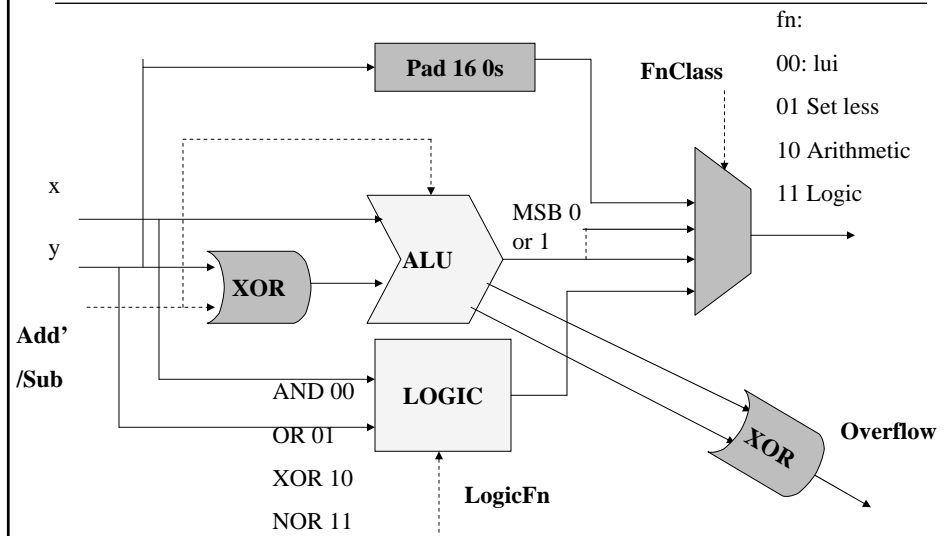 fn:
00: lui
01 Set less
10 Arithmetic
11 Logic
Pad 16 0s
FnClass
x
y
MSB 0
or 1
ALU
XOR
Add’
/Sub
LOGIC
AND 00
OR 01
XOR 10
NOR 11
LogicFn
XOR
Overflow